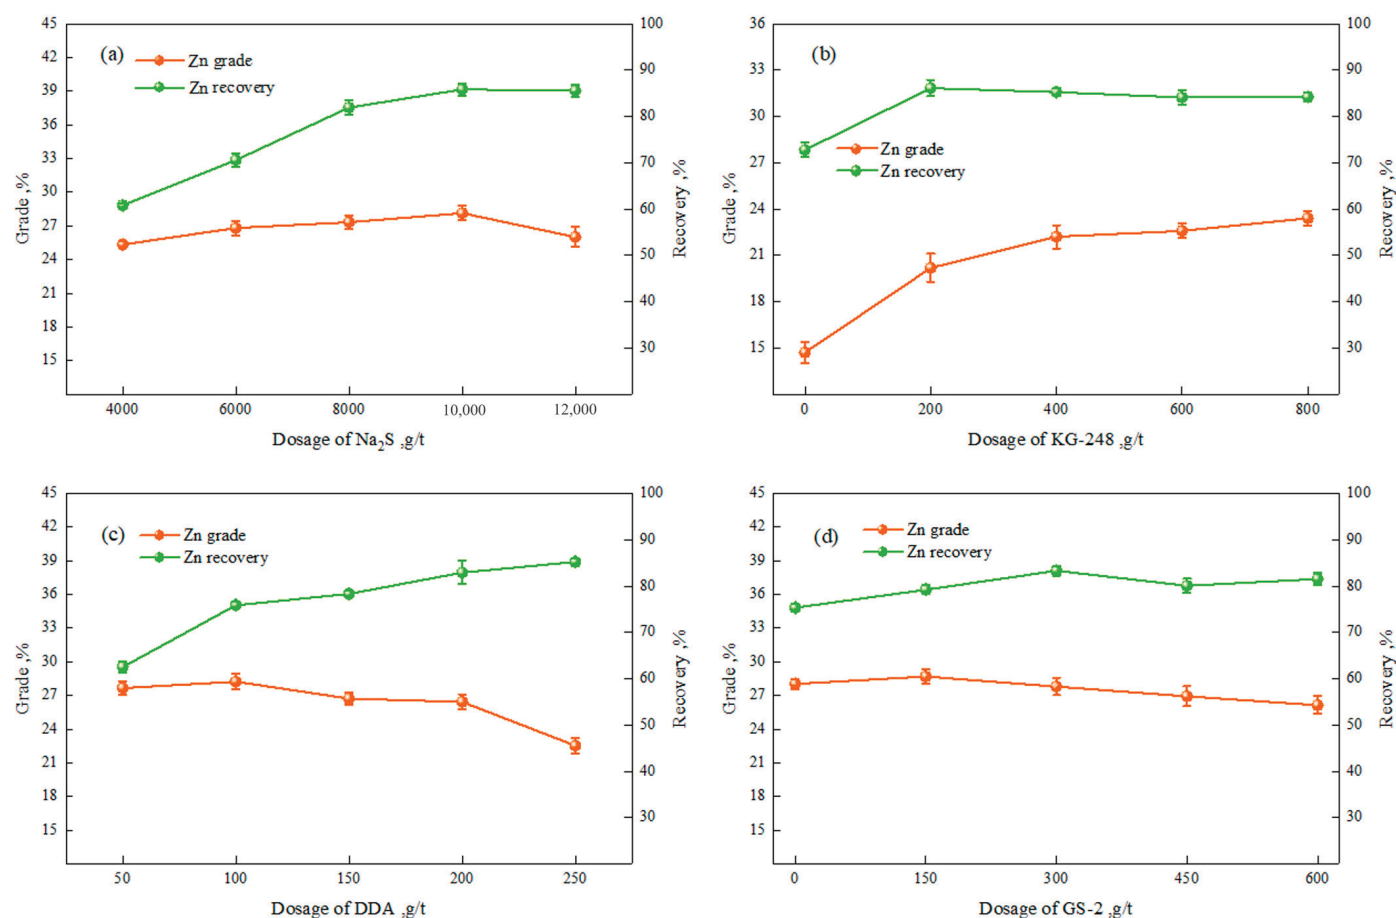 (a)
Zn grade
Zn recovery
45
42
39
36
33
30
27
24
21
18
15
Grade ,%
100
90
80
70
60
50
40
30
Recovery ,%
4000 6000 8000 10,000 12,000
Dosage of Na₂S ,g/t
(b)
Zn grade
Zn recovery
36
33
30
27
24
21
18
15
Grade ,%
100
90
80
70
60
50
40
30
Recovery ,%
0 200 400 600 800
Dosage of KG-248 ,g/t
(c)
Zn grade
Zn recovery
45
42
39
36
33
30
27
24
21
18
15
Grade ,%
100
90
80
70
60
50
40
30
Recovery ,%
50 100 150 200 250
Dosage of DDA ,g/t
(d)
Zn grade
Zn recovery
45
42
39
36
33
30
27
24
21
18
15
Grade ,%
100
90
80
70
60
50
40
30
Recovery ,%
0 150 300 450 600
Dosage of GS-2 ,g/t